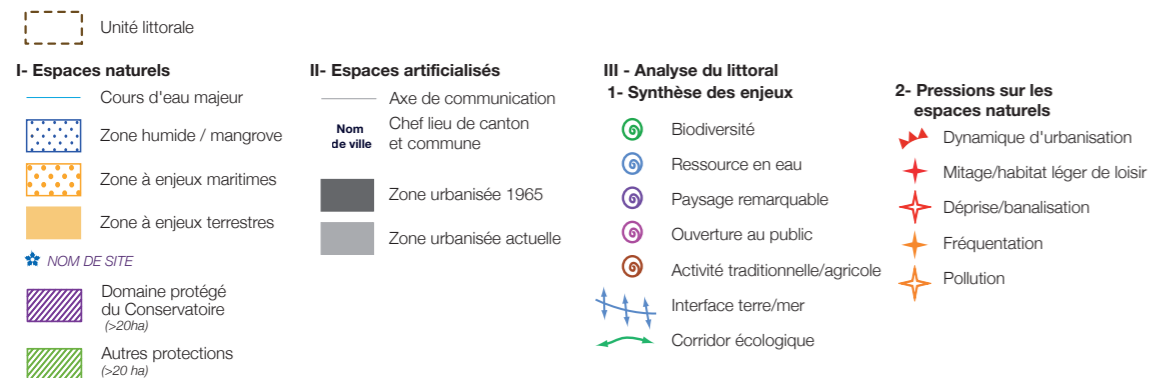 Unité littorale
I- Espaces naturels
Cours d'eau majeur
Zone humide / mangrove
Zone à enjeux maritimes
Zone à enjeux terrestres
NOM DE SITE
Domaine protégé
du Conservatoire
(>20ha)
Autres protections
(>20 ha)
II- Espaces artificialisés
Axe de communication
Nom
de ville
Chef lieu de canton
et commune
Zone urbanisée 1965
Zone urbanisée actuelle
III - Analyse du littoral
1- Synthèse des enjeux
Biodiversité
Ressource en eau
Paysage remarquable
Ouverture au public
Activité traditionnelle/agricole
Interface terre/mer
Corridor écologique
2- Pressions sur les
espaces naturels
Dynamique d'urbanisation
Mitage/habitat léger de loisir
Déprise/banalisation
Fréquentation
Pollution